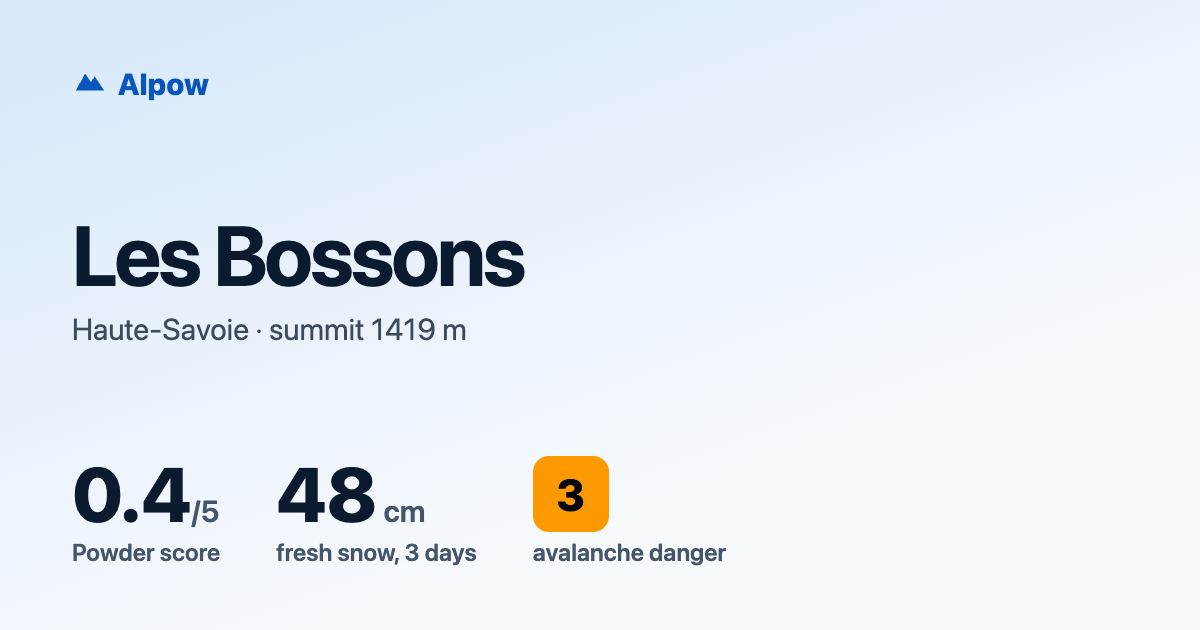 Alpow
Les Bossons
Haute-Savoie · summit 1419 m
0.4/5
Powder score
48 cm
fresh snow, 3 days
3
avalanche danger